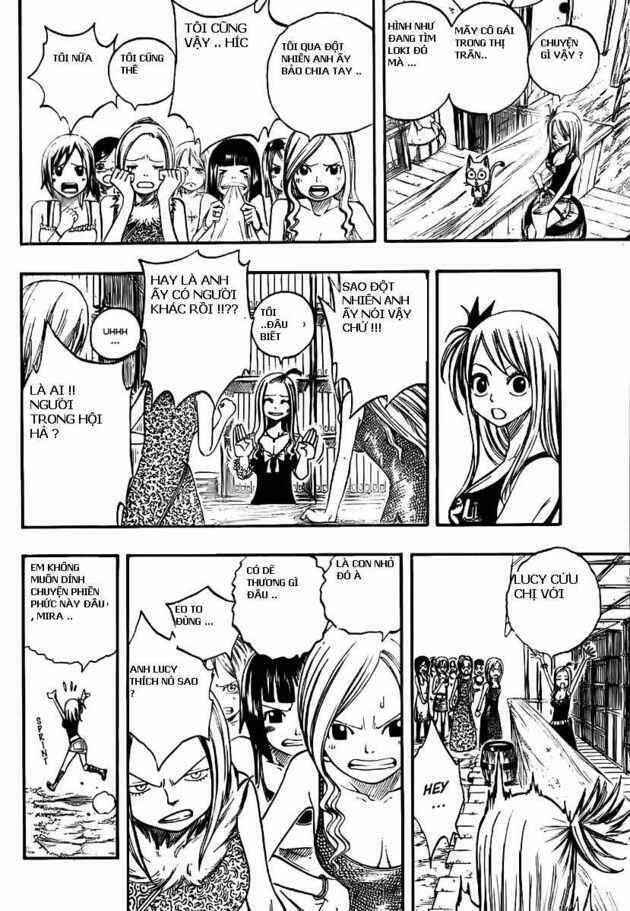 CHUYỆN
GÌ VẬY ?
MẤY CÔ GÁI
TRONG THỊ
TRẤN..
HÌNH NHƯ
ĐANG TÌM
LOKI ĐÓ
MÀ ...
TÔI QUA ĐỘT
NHIÊN ANH ẤY
BẢO CHIA TAY ..
TÔI CŨNG
VẬY .. HÍC
TÔI CŨNG
THẾ
TÔI NỮA
SAO ĐỘT
NHIÊN ANH
ẤY NÓI VẬY
CHỨ !!!
TÔI
..ĐÂU
BIẾT
HAY LÀ ANH
ẤY CÓ NGƯỜI
KHÁC RỒI !!??
UHHH
...
LÀ AI !!
NGƯỜI
TRONG HỘI
HẢ ?
LUCY CỨU
CHỊ VỚI
HEY ...
LÀ CON NHỎ
ĐÓ À
CÓ DỄ
THƯƠNG GÌ
ĐÂU ..
EO TO
ĐÙNG ...
ANH LUCY
THÍCH NÓ SAO
?
EM KHÔNG
MUỐN DÍNH
CHUYỆN PHIỀN
PHỨC NÀY ĐÂU
, MIRA ..
SPRINT